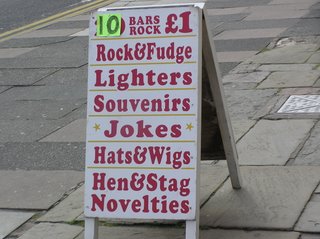 10 BARS ROCK £1
Rock&Fudge
Lighters
Souvenirs
Jokes
Hats&Wigs
Hen&Stag
Novelties